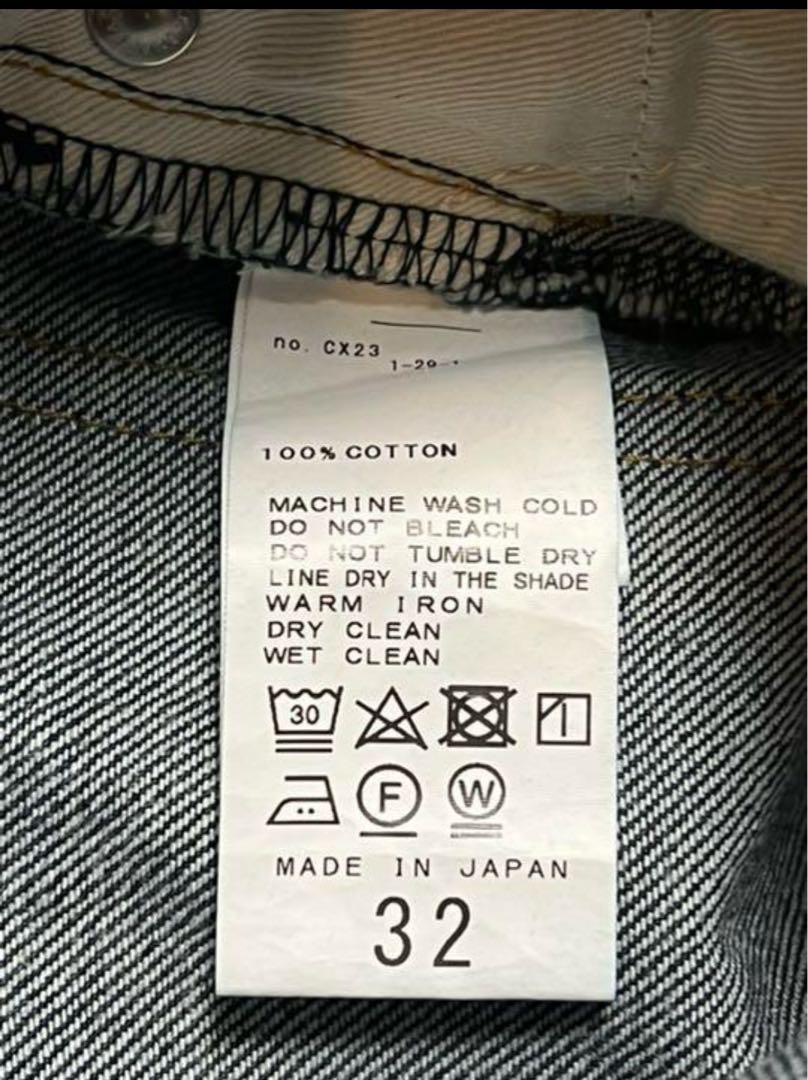 no. CX23
100% COTTON
MACHINE WASH COLD
DO NOT BLEACH
DO NOT TUMBLE DRY
LINE DRY IN THE SHADE
WARM IRON
DRY CLEAN
WET CLEAN
30
F W
MADE IN JAPAN
32